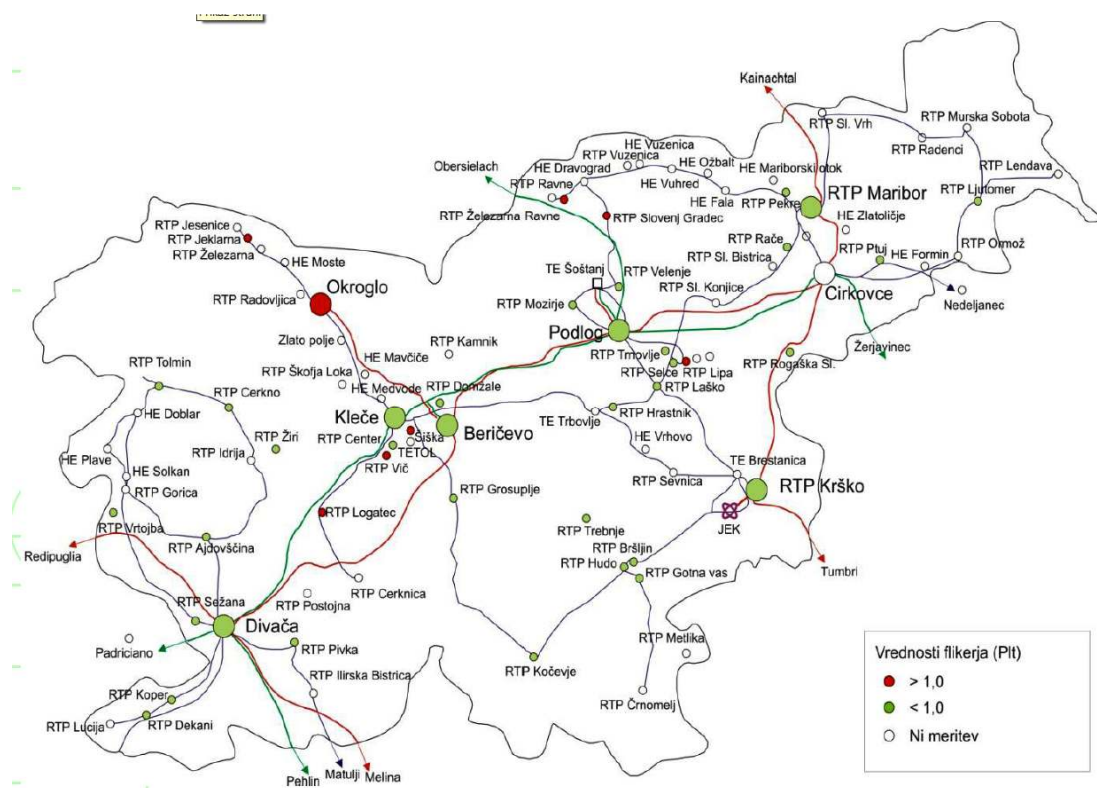 Prikaz strani
Kainachtal
RTP Sl. Vrh
RTP Murska Sobota
RTP Radenci
RTP Lendava
RTP Ljutomer
HE Vuzenica
RTP Vuzenica
HE Ožbalt
HE Mariborski otok
Obersielach
HE Dravograd
RTP Ravne
HE Vuhred
HE Fala
RTP Pekre
RTP Maribor
RTP Železarna Ravne
RTP Slovenj Gradec
HE Zlatoličje
RTP Jesenice
RTP Jeklarna
RTP Železarna
HE Moste
RTP Rače
RTP Sl. Bistrica
RTP Ptuj
HE Formin
RTP Ormož
TE Šoštanj
RTP Velenje
Cirkovce
RTP Radovljica
Okroglo
RTP Mozirje
RTP Sl. Konjice
Nedeljanec
Podlog
Zlato polje
HE Mavčiče
RTP Kamnik
RTP Trnovlje
RTP Selce
RTP Lipa
RTP Rogaška Sl.
Žerjavinec
RTP Tolmin
RTP Škofja Loka
RTP Cerkno
HE Medvode
RTP Domžale
RTP Laško
HE Doblar
Kleče
RTP Hrastnik
TE Trbovlje
RTP Žiri
RTP Center
Šiška
Beričevo
HE Vrhovo
HE Plave
RTP Idrija
TETOL
HE Solkan
RTP Vič
TE Brestanica
RTP Sevnica
RTP Krško
RTP Gorica
RTP Grosuplje
RTP Logatec
RTP Vrtojba
RTP Trebnje
JEK
RTP Ajdovščina
RTP Bršljin
Redipuglia
RTP Hudo
RTP Gotna vas
Tumbri
RTP Cerknica
RTP Sežana
RTP Postojna
Divača
RTP Metlika
Padriciano
RTP Pivka
RTP Kočevje
Vrednosti flikerja (Plt)
RTP Ilirska Bistrica
> 1,0
RTP Koper
RTP Črnomelj
< 1,0
RTP Lucija
RTP Dekani
Ni meritev
Pehlin
Matulji
Melina